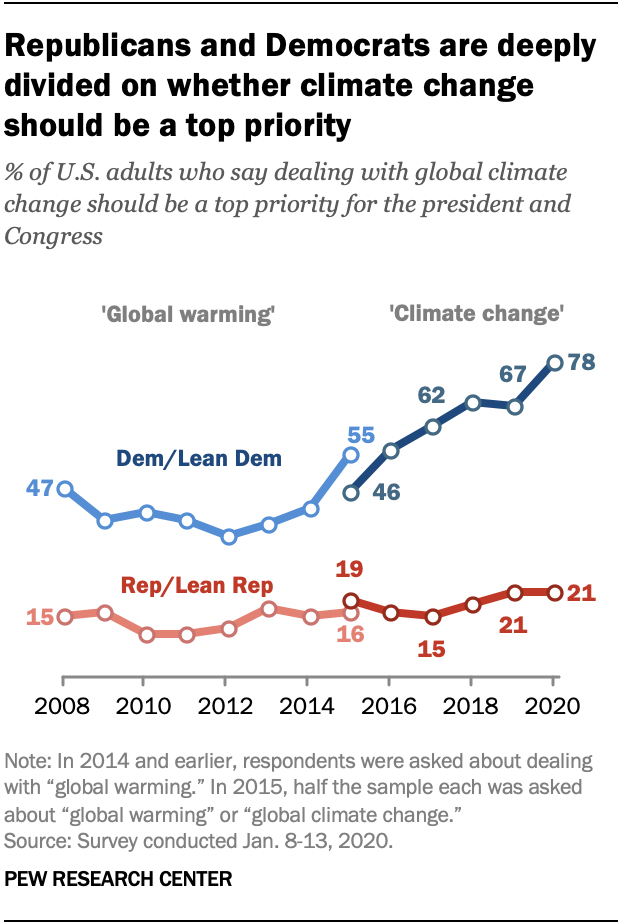 Republicans and Democrats are deeply
divided on whether climate change
should be a top priority
% of U.S. adults who say dealing with global climate
change should be a top priority for the president and
Congress
'Global warming'
'Climate change'
78
67
62
55
Dem/Lean Dem
47
46
19
Rep/Lean Rep
15
16
15
21
21
2008 2010 2012 2014 2016 2018 2020
Note: In 2014 and earlier, respondents were asked about dealing
with “global warming.” In 2015, half the sample each was asked
about “global warming” or “global climate change.”
Source: Survey conducted Jan. 8-13, 2020.
PEW RESEARCH CENTER